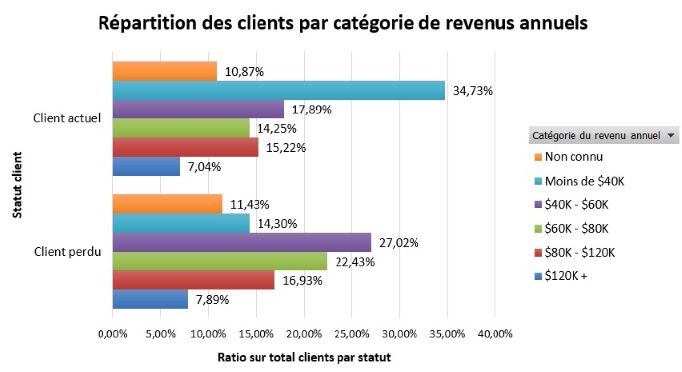 Répartition des clients par catégorie de revenus annuels
Statut client
Client actuel
10,87%
34,73%
17,89%
14,25%
15,22%
7,04%
Client perdu
11,43%
14,30%
27,02%
22,43%
16,93%
7,89%
0,00% 5,00% 10,00% 15,00% 20,00% 25,00% 30,00% 35,00% 40,00%
Ratio sur total clients par statut
Catégorie du revenu annuel
Non connu
Moins de $40K
$40K - $60K
$60K - $80K
$80K - $120K
$120K +